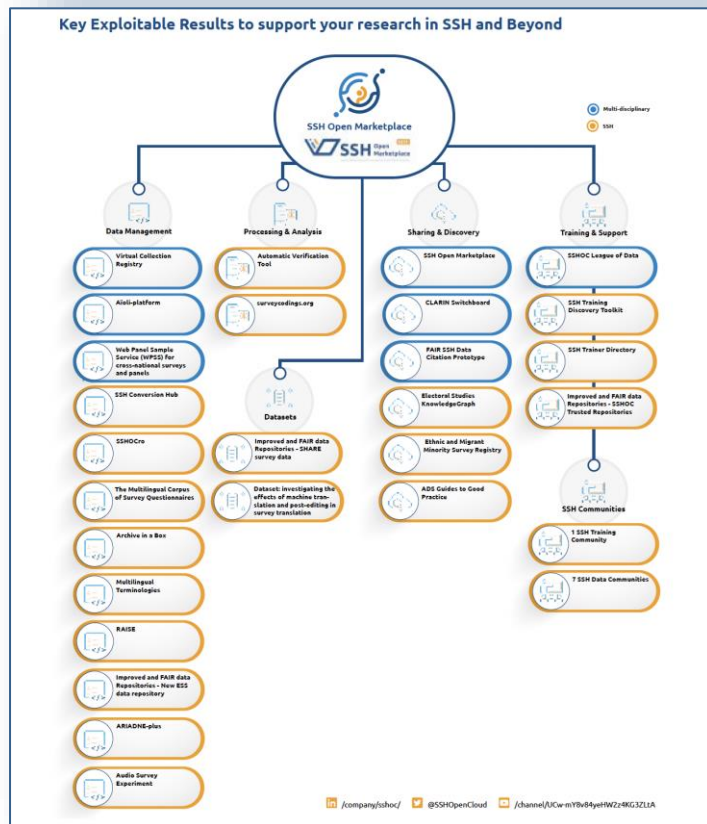 Key Exploitable Results to support your research in SSH and Beyond
SSH Open Marketplace
SSH Open
Marketplace
Multi-disciplinary
SSH
Data Management
Virtual Collection
Registry
Aïoli-platform
Web Panel Sample
Service (WPSS) for
cross-national surveys
and panels
SSH Conversion Hub
SSHOCro
The Multilingual Corpus
of Survey Questionnaires
Archive in a Box
Multilingual
Terminologies
RAISE
Improved and FAIR data
Repositories - New ESS
data repository
ARIADNE-plus
Audio Survey
Experiment
Processing & Analysis
Automatic Verification
Tool
surveycodings.org
Datasets
Improved and FAIR data
Repositories - SHARE
survey data
Dataset: investigating the
effects of machine tran-
slation and post-editing in
survey translation
Sharing & Discovery
SSH Open Marketplace
CLARIN Switchboard
FAIR SSH Data
Citation Prototype
Electoral Studies
KnowledgeGraph
Ethnic and Migrant
Minority Survey Registry
ADS Guides to Good
Practice
Training & Support
SSHOC League of Data
SSH Training
Discovery Toolkit
SSH Trainer Directory
Improved and FAIR data
Repositories - SSHOC
Trusted Repositories
SSH Communities
1 SSH Training
Community
7 SSH Data Communities
/company/sshoc/
@SSHOpenCloud
/channel/UCw-mY8v84yeHWZz4KG3ZLtA